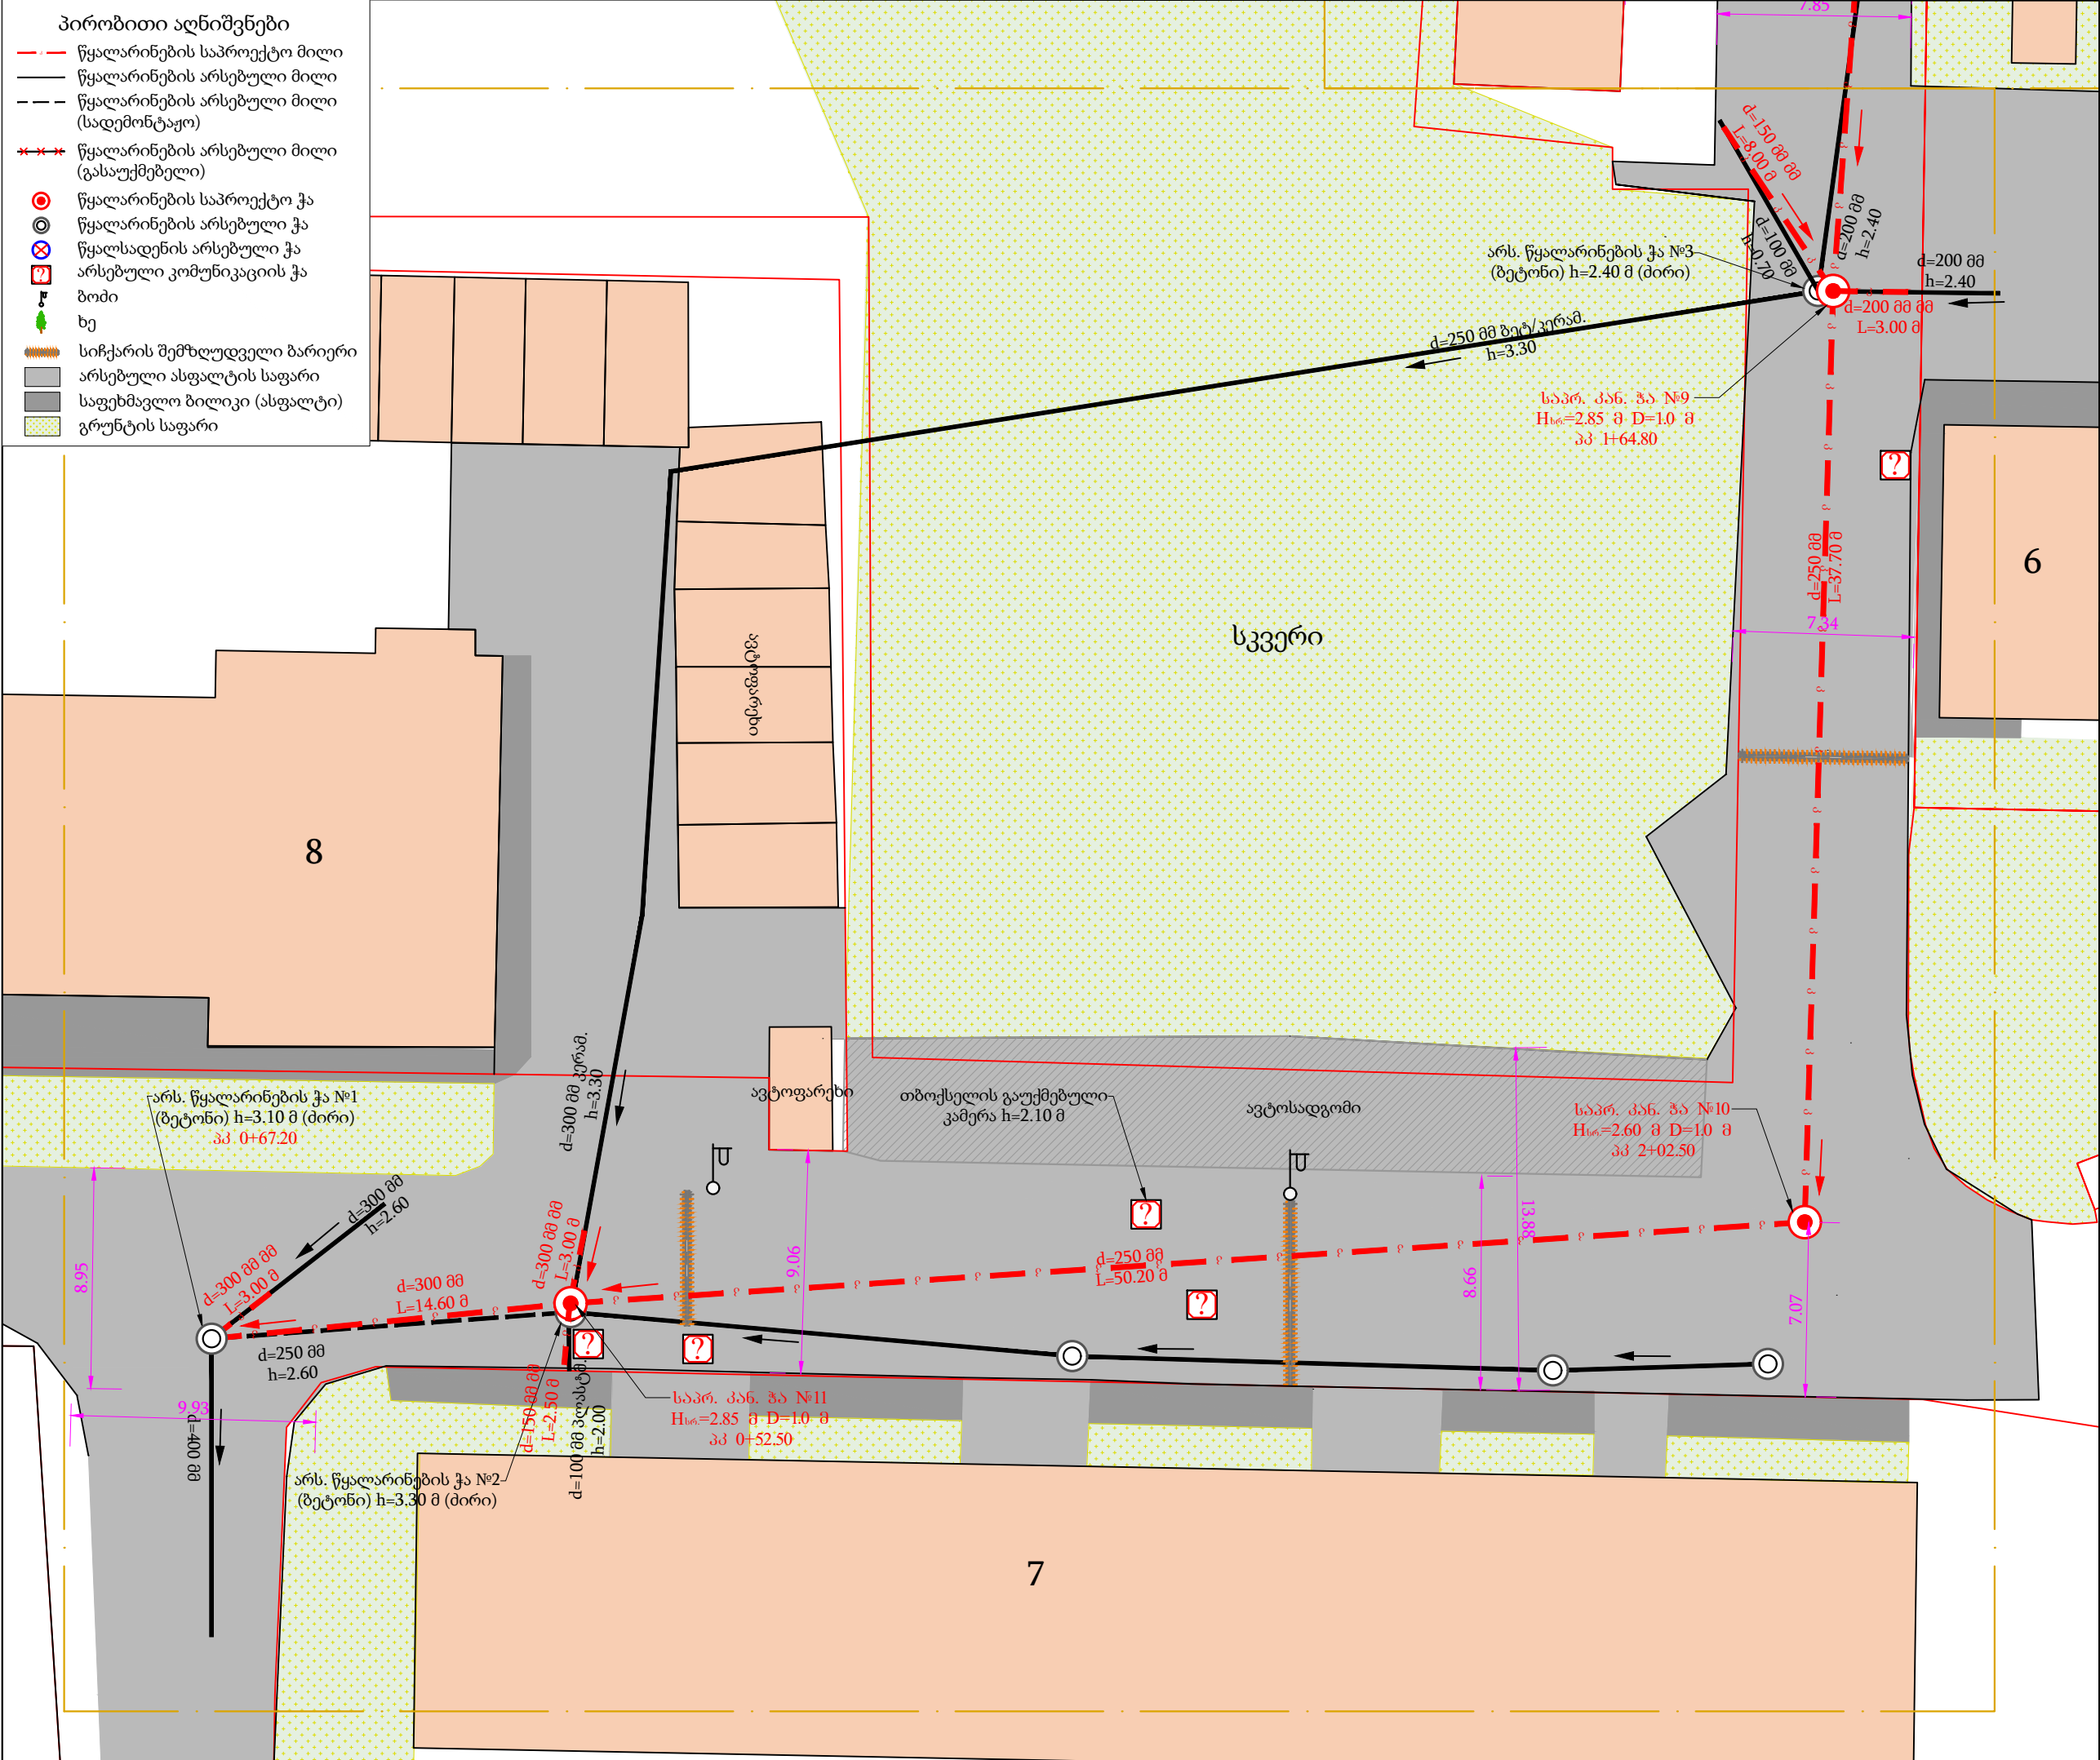 პირობითი აღნიშვნები
წყალარინების საპროექტო მილი
წყალარინების არსებული მილი
წყალარინების არსებული მილი
(სადემონტაჟო)
წყალარინების არსებული მილი
(გასაუქმებელი)
წყალარინების საპროექტო ჭა
წყალარინების არსებული ჭა
წყალსადენის არსებული ჭა
? არსებული კომუნიკაციის ჭა
ბოძი
ხე
სიჩქარის შემზღუდველი ბარიერი
არსებული ასფალტის საფარი
საფეხმავლო ბილიკი (ასფალტი)
გრუნტის საფარი
7.85
d=150 მმ მმ
L=8.00 მ
d=100 მმ
h=0.70
d=200 მმ
h=2.40
d=200 მმ
h=2.40
d=200 მმ მმ
L=3.00 მ
არს. წყალარინების ჭა №3
(ბეტონი) h=2.40 მ (ძირი)
d=250 მმ ბეტ/კერამ.
h=3.30
საპრ. კან. ჭა №9
Hსრ.=2.85 მ D=1.0 მ
პკ 1+64.80
?
d=250 მმ
L=37.70 მ
7.34
6
სკვერი
ავტოფარეხი
8
d=300 მმ კერამ.
h=3.30
ავტოფარეხი
თბოქსელის გაუქმებული
კამერა h=2.10 მ
ავტოსადგომი
საპრ. კან. ჭა №10
Hსრ.=2.60 მ D=1.0 მ
პკ 2+02.50
არს. წყალარინების ჭა №1
(ბეტონი) h=3.10 მ (ძირი)
პკ 0+67.20
d=300 მმ
h=2.60
d=300 მმ მმ
L=3.00 მ
d=300 მმ
L=14.60 მ
d=300 მმ მმ
L=3.00 მ
d=250 მმ
h=2.60
8.95
9.93
d=400 მმ
9.06
d=250 მმ
L=50.20 მ
?
?
?
?
13.88
8.66
7.07
d=150 მმ მმ
L=2.50 მ
d=100 მმ პლასტმ.
h=2.00
საპრ. კან. ჭა №11
Hსრ.=2.85 მ D=1.0 მ
პკ 0+52.50
არს. წყალარინების ჭა №2
(ბეტონი) h=3.30 მ (ძირი)
7